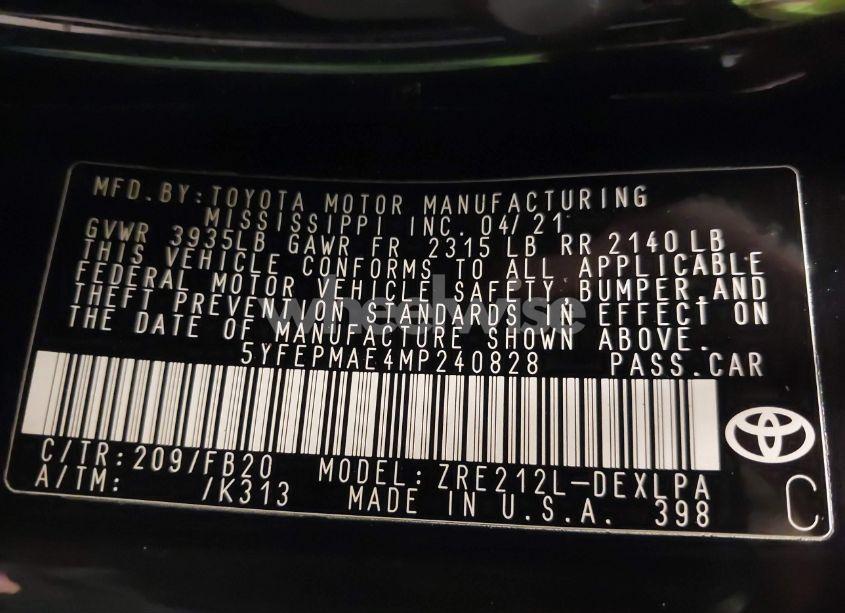 MFD.BY:TOYOTA MOTOR MANUFACTURING
MISSISSIPPI INC. 04/21
GVWR 3935LB GAWR FR 2315 LB RR 2140 LB
THIS VEHICLE CONFORMS TO ALL APPLICABLE
FEDERAL MOTOR VEHICLE SAFETY, BUMPER, AND
THEFT PREVENTION STANDARDS IN EFFECT ON
THE DATE OF MANUFACTURE SHOWN ABOVE.
wheelwise
5YFEPMAE4MP240828 PASS.CAR
C/TR:209/FB20 MODEL:ZRE212L-DEXLPA
A/TM: /K313 MADE IN U.S.A. 398
C